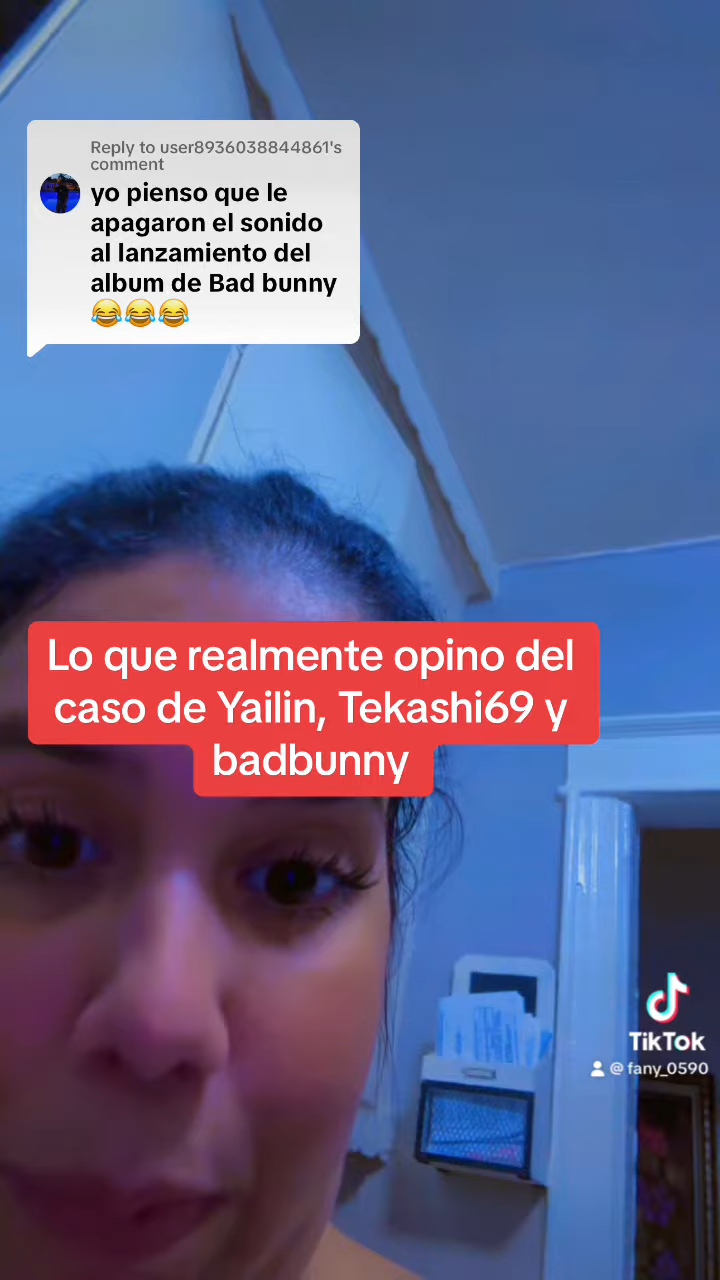 Reply to user8936038844861's
comment
yo pienso que le
apagaron el sonido
al lanzamiento del
album de Bad bunny
😂😂😂
Lo que realmente opino del
caso de Yailin, Tekashi69 y
badbunny
TikTok
@fany_0590